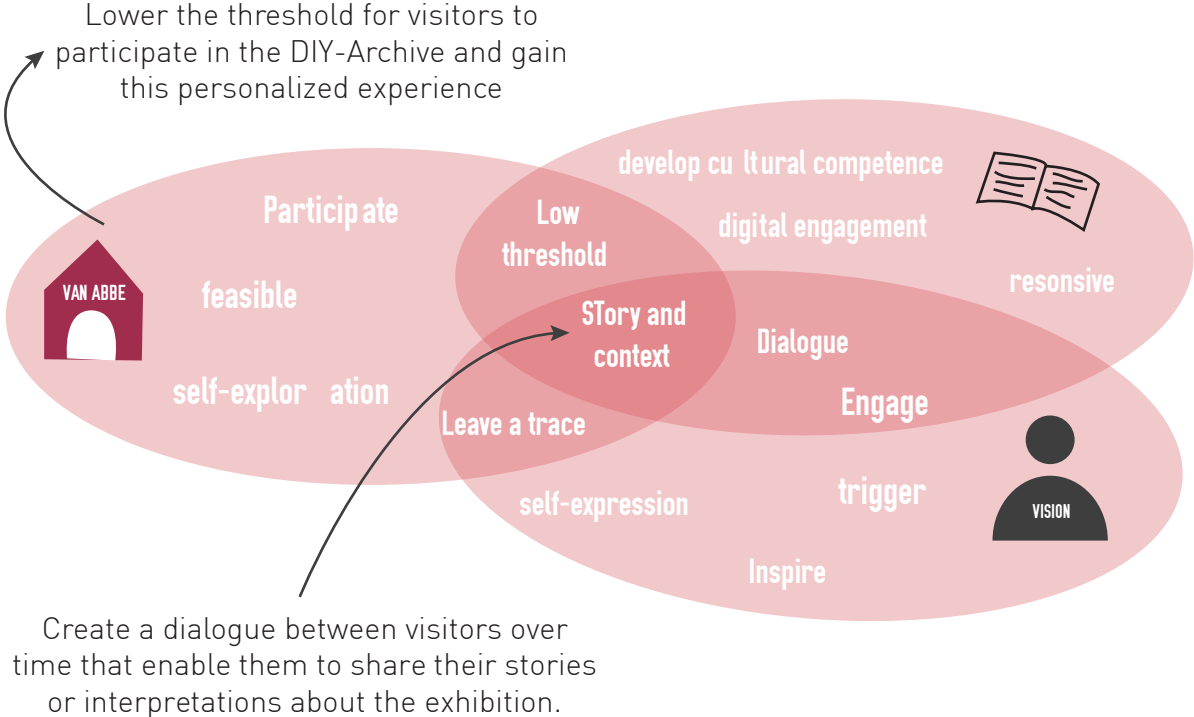 Lower the threshold for visitors to
participate in the DIY-Archive and gain
this personalized experience
develop cu ltural competence
Particip ate
Low
threshold
digital engagement
VAN ABBE
feasible
resonsive
STory and
context
Dialogue
self-explor ation
Engage
Leave a trace
self-expression
trigger
VISION
Inspire
Create a dialogue between visitors over
time that enable them to share their stories
or interpretations about the exhibition.